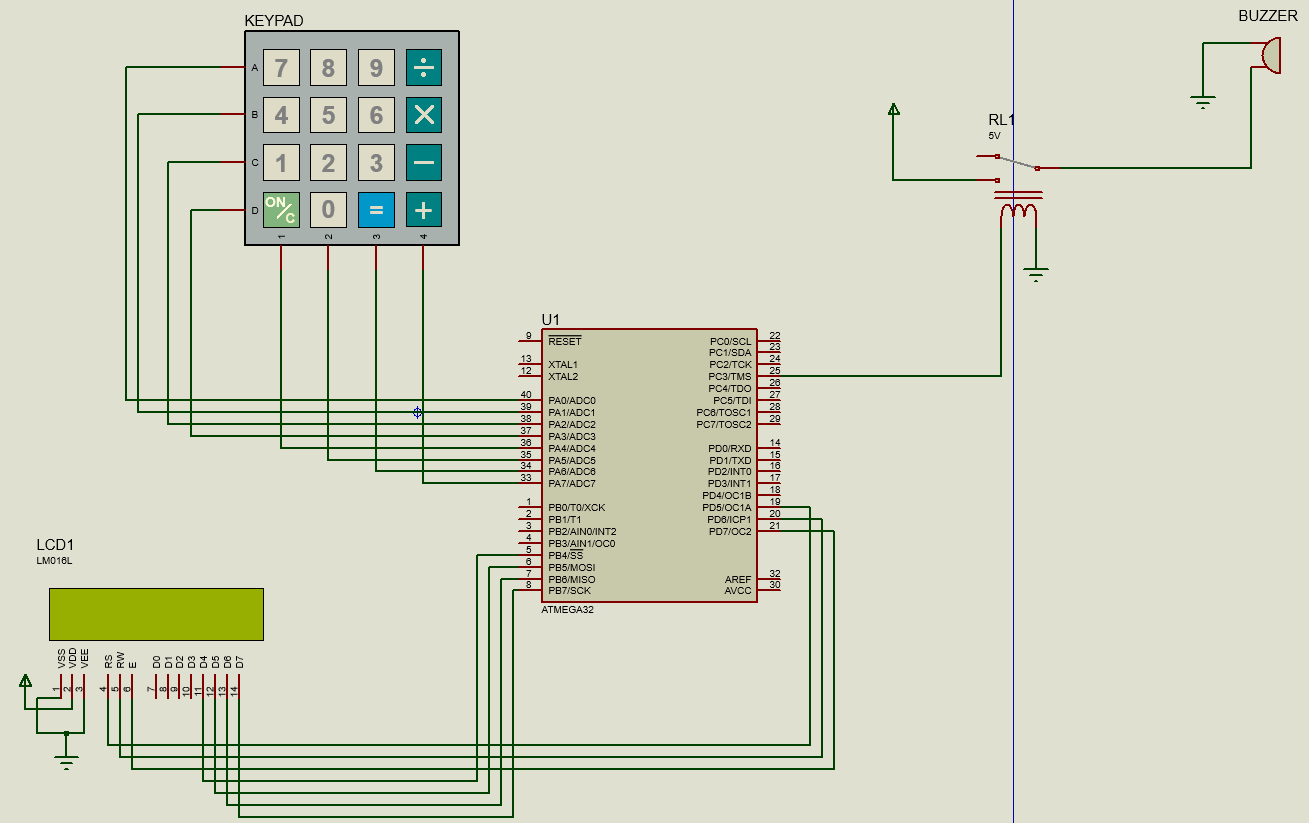 KEYPAD
BUZZER
A 7 8 9 ÷
B 4 5 6 ×
C 1 2 3 −
D ON/C 0 = +
1 2 3 4
RL1
5V
U1
9 RESET
13 XTAL1
12 XTAL2
40 PA0/ADC0
39 PA1/ADC1
38 PA2/ADC2
37 PA3/ADC3
36 PA4/ADC4
35 PA5/ADC5
34 PA6/ADC6
33 PA7/ADC7
1 PB0/T0/XCK
2 PB1/T1
3 PB2/AIN0/INT2
4 PB3/AIN1/OC0
5 PB4/SS
6 PB5/MOSI
7 PB6/MISO
8 PB7/SCK
PC0/SCL 22
PC1/SDA 23
PC2/TCK 24
PC3/TMS 25
PC4/TDO 26
PC5/TDI 27
PC6/TOSC1 28
PC7/TOSC2 29
PD0/RXD 14
PD1/TXD 15
PD2/INT0 16
PD3/INT1 17
PD4/OC1B 18
PD5/OC1A 19
PD6/ICP1 20
PD7/OC2 21
AREF 32
AVCC 30
ATMEGA32
LCD1
LM016L
VSS VDD VEE RS RW E D0 D1 D2 D3 D4 D5 D6 D7
1 2 3 4 5 6 7 8 9 10 11 12 13 14